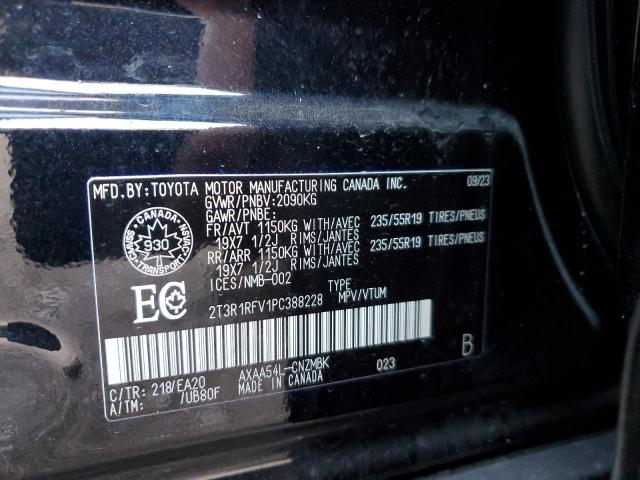 MFD.BY:TOYOTA MOTOR MANUFACTURING CANADA INC. 09/23
GVWR/PNBV:2090KG
GAWR/PNBE:
FR/AVT 1150KG WITH/AVEC 235/55R19 TIRES/PNEUS
19X7 1/2J RIMS/JANTES
RR/ARR 1150KG WITH/AVEC 235/55R19 TIRES/PNEUS
19X7 1/2J RIMS/JANTES
ICES/NMB-002
CANADA
930
TRANSPORT
CMVSS
NSVAC
EC
2T3R1RFV1PC388228 TYPE
MPV/VTUM
B
C/TR: 218/EA20 AXAA54L-CNZMBK 023
A/TM: /UB80F MADE IN CANADA